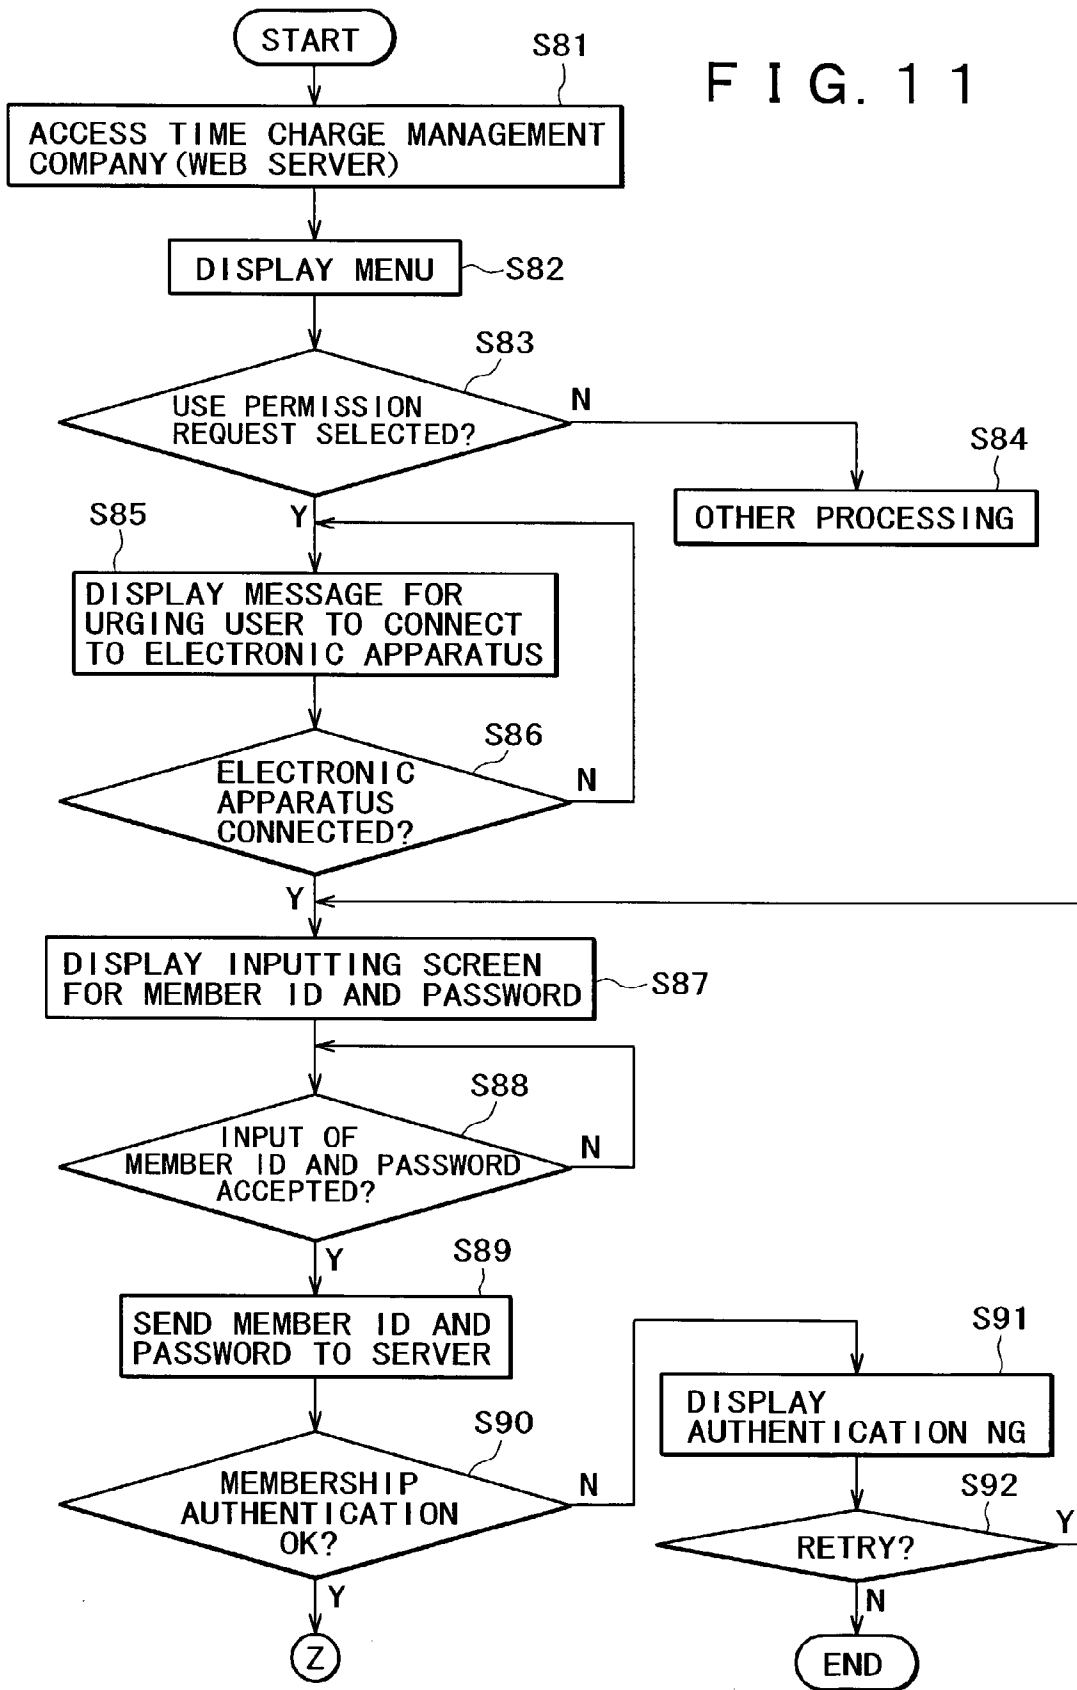 START
S81
FIG. 11
ACCESS TIME CHARGE MANAGEMENT
COMPANY (WEB SERVER)
DISPLAY MENU
S82
S83
USE PERMISSION
REQUEST SELECTED?
N
S84
OTHER PROCESSING
Y
S85
DISPLAY MESSAGE FOR
URGING USER TO CONNECT
TO ELECTRONIC APPARATUS
S86
ELECTRONIC
APPARATUS
CONNECTED?
N
Y
DISPLAY INPUTTING SCREEN
FOR MEMBER ID AND PASSWORD
S87
S88
INPUT OF
MEMBER ID AND PASSWORD
ACCEPTED?
N
Y
S89
SEND MEMBER ID AND
PASSWORD TO SERVER
S90
MEMBERSHIP
AUTHENTICATION
OK?
N
Y
Z
S91
DISPLAY
AUTHENTICATION NG
S92
RETRY?
Y
N
END